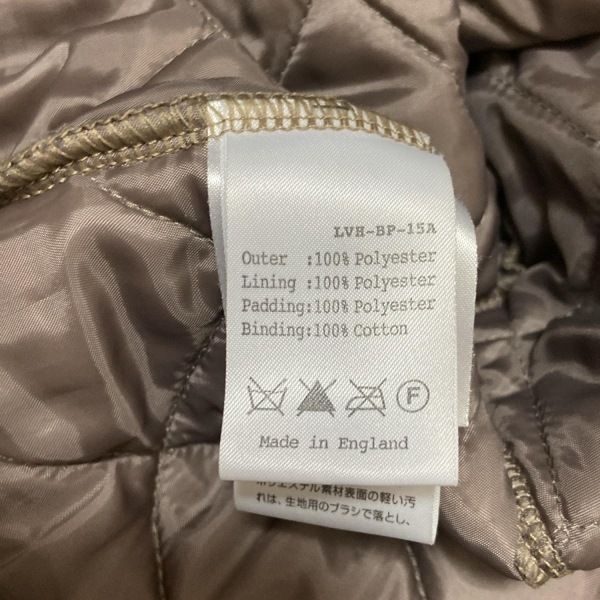 LVH-BP-15A
Outer :100% Polyester
Lining :100% Polyester
Padding:100% Polyester
Binding:100% Cotton
F
Made in England
ポリエステル素材表面の軽い汚
れは、生地用のブラシで落とし、